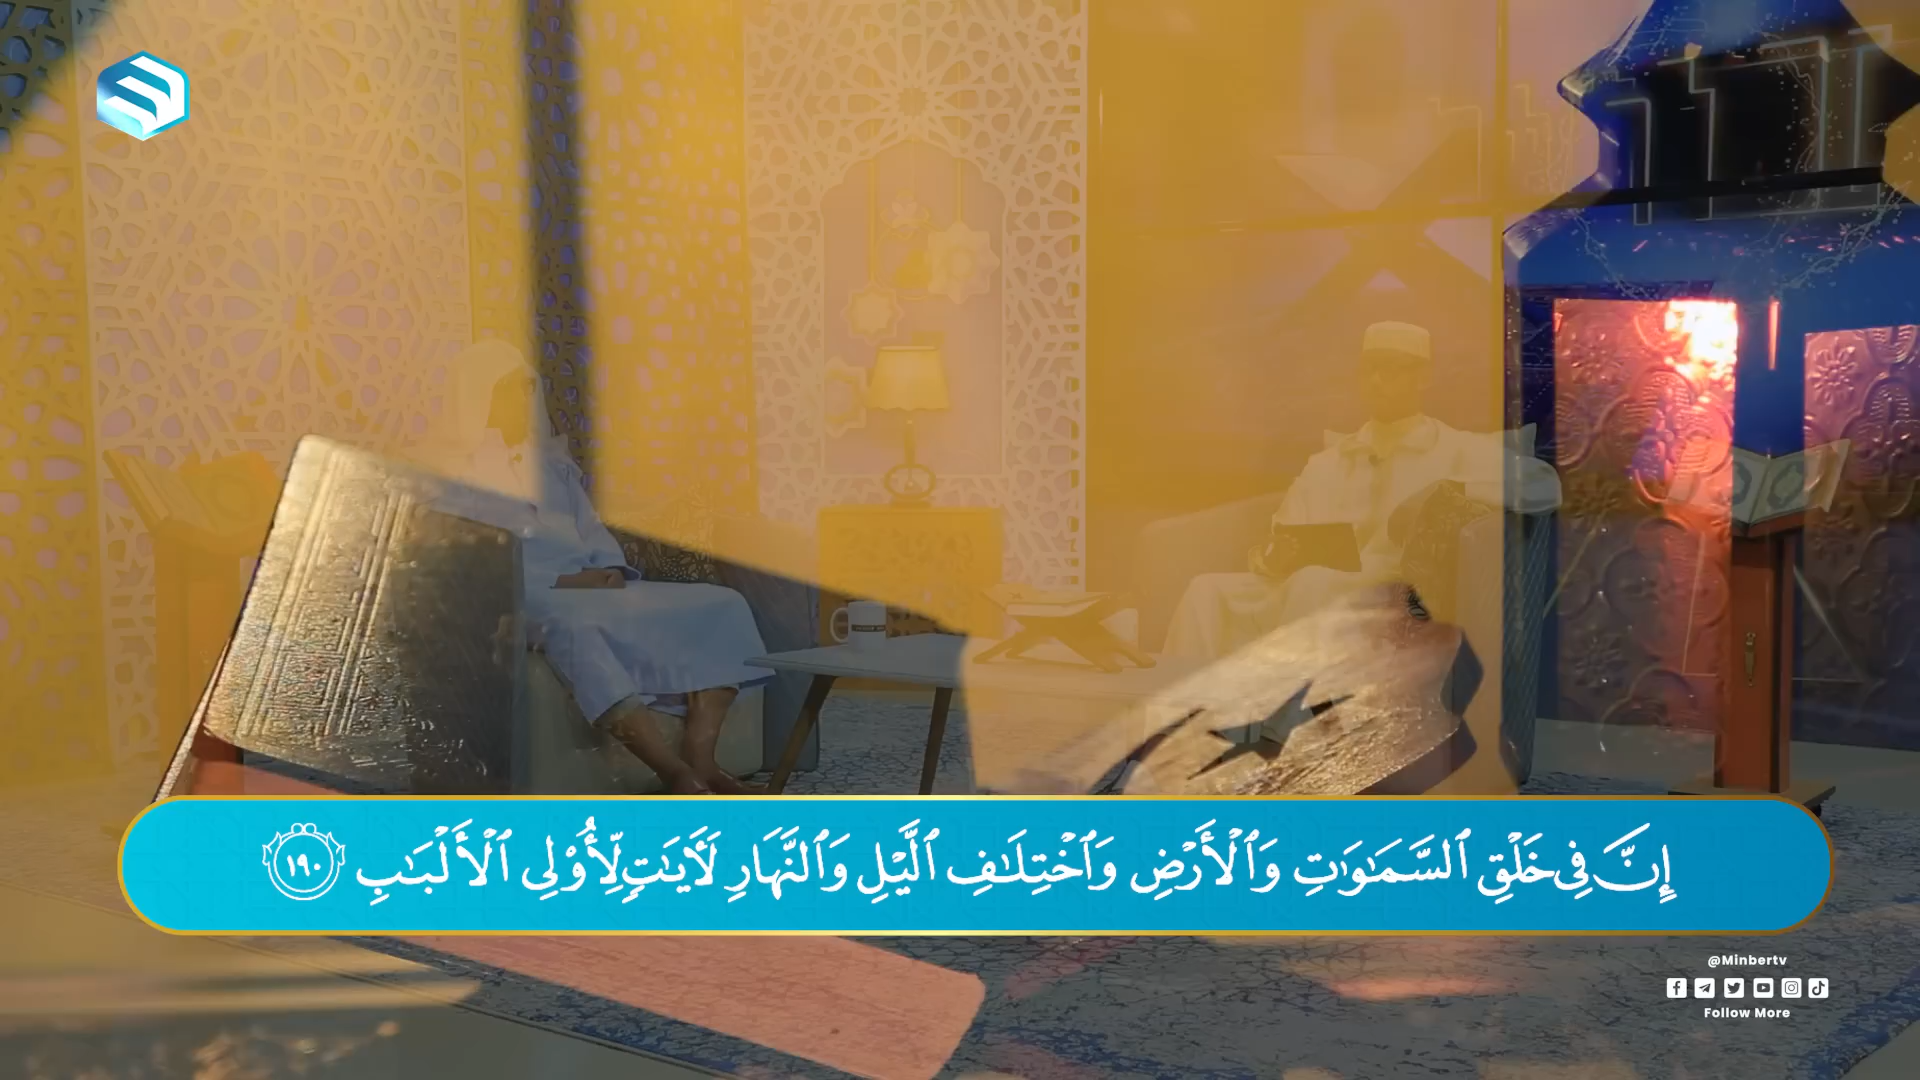 إِنَّ فِى خَلْقِ ٱلسَّمَـٰوَٰتِ وَٱلْأَرْضِ وَٱخْتِلَـٰفِ ٱلَّيْلِ وَٱلنَّهَارِ لَـَٔايَـٰتٍ لِّأُو۟لِى ٱلْأَلْبَـٰبِ ١٩٠
@Minbertv
Follow More